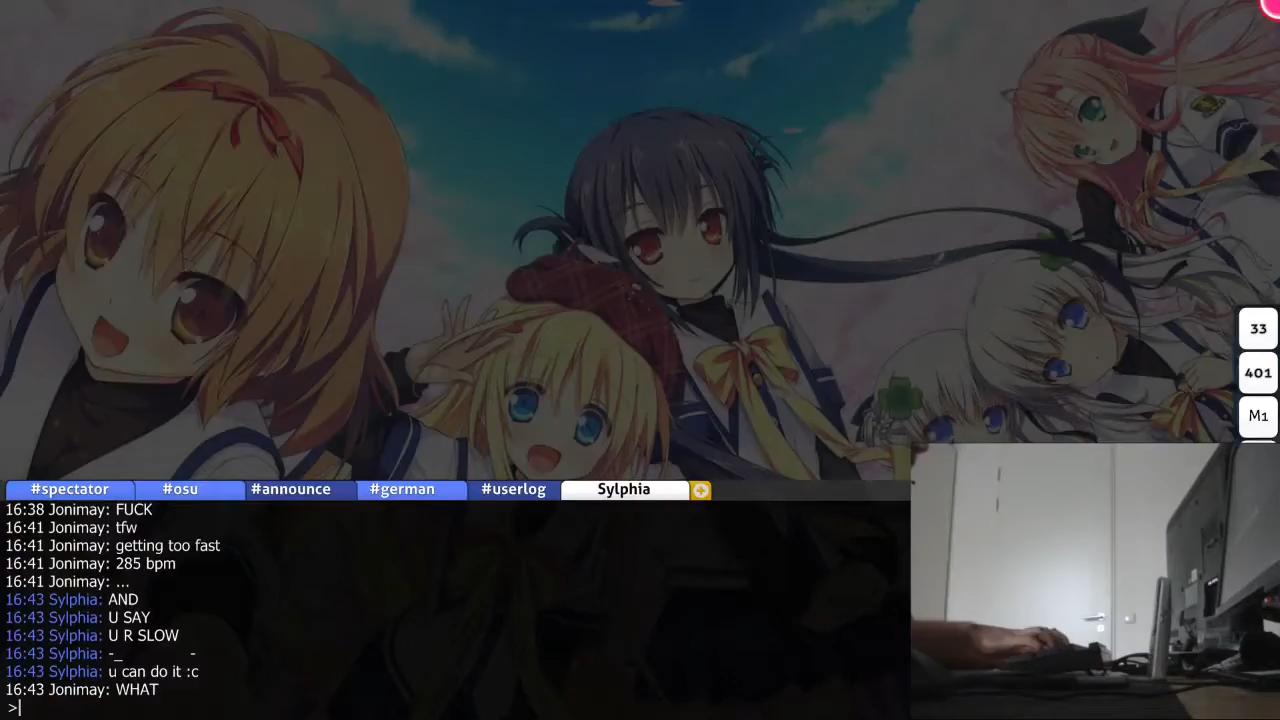 33
401
M1
#spectator #osu #announce #german #userlog Sylphia
16:38 Jonimay: FUCK
16:41 Jonimay: tfw
16:41 Jonimay: getting too fast
16:41 Jonimay: 285 bpm
16:41 Jonimay: ...
16:43 Sylphia: AND
16:43 Sylphia: U SAY
16:43 Sylphia: U R SLOW
16:43 Sylphia: -_ -
16:43 Sylphia: u can do it :c
16:43 Jonimay: WHAT
>